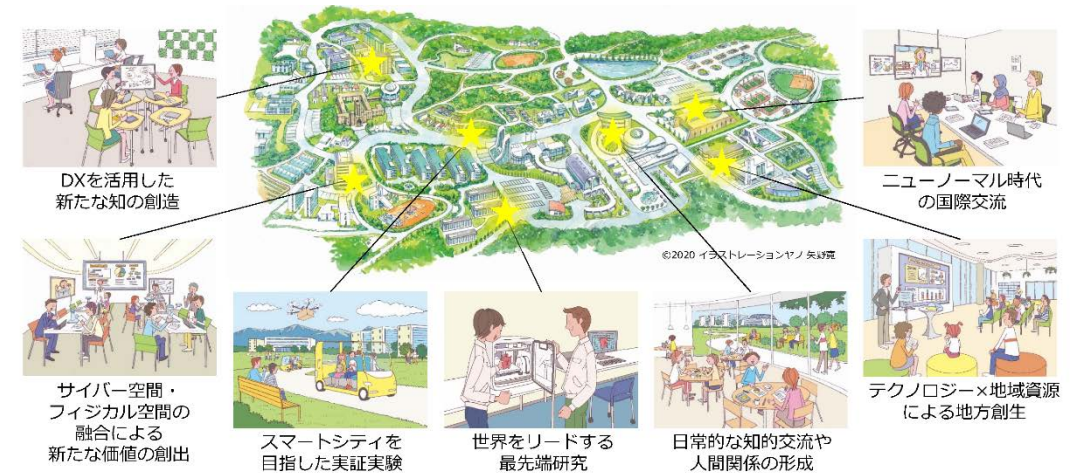 DXを活用した
新たな知の創造
ニューノーマル時代
の国際交流
©2020 イラストレーションヤノ 矢野寛
サイバー空間・
フィジカル空間の
融合による
新たな価値の創出
スマートシティを
目指した実証実験
世界をリードする
最先端研究
日常的な知的交流や
人間関係の形成
テクノロジー×地域資源
による地方創生